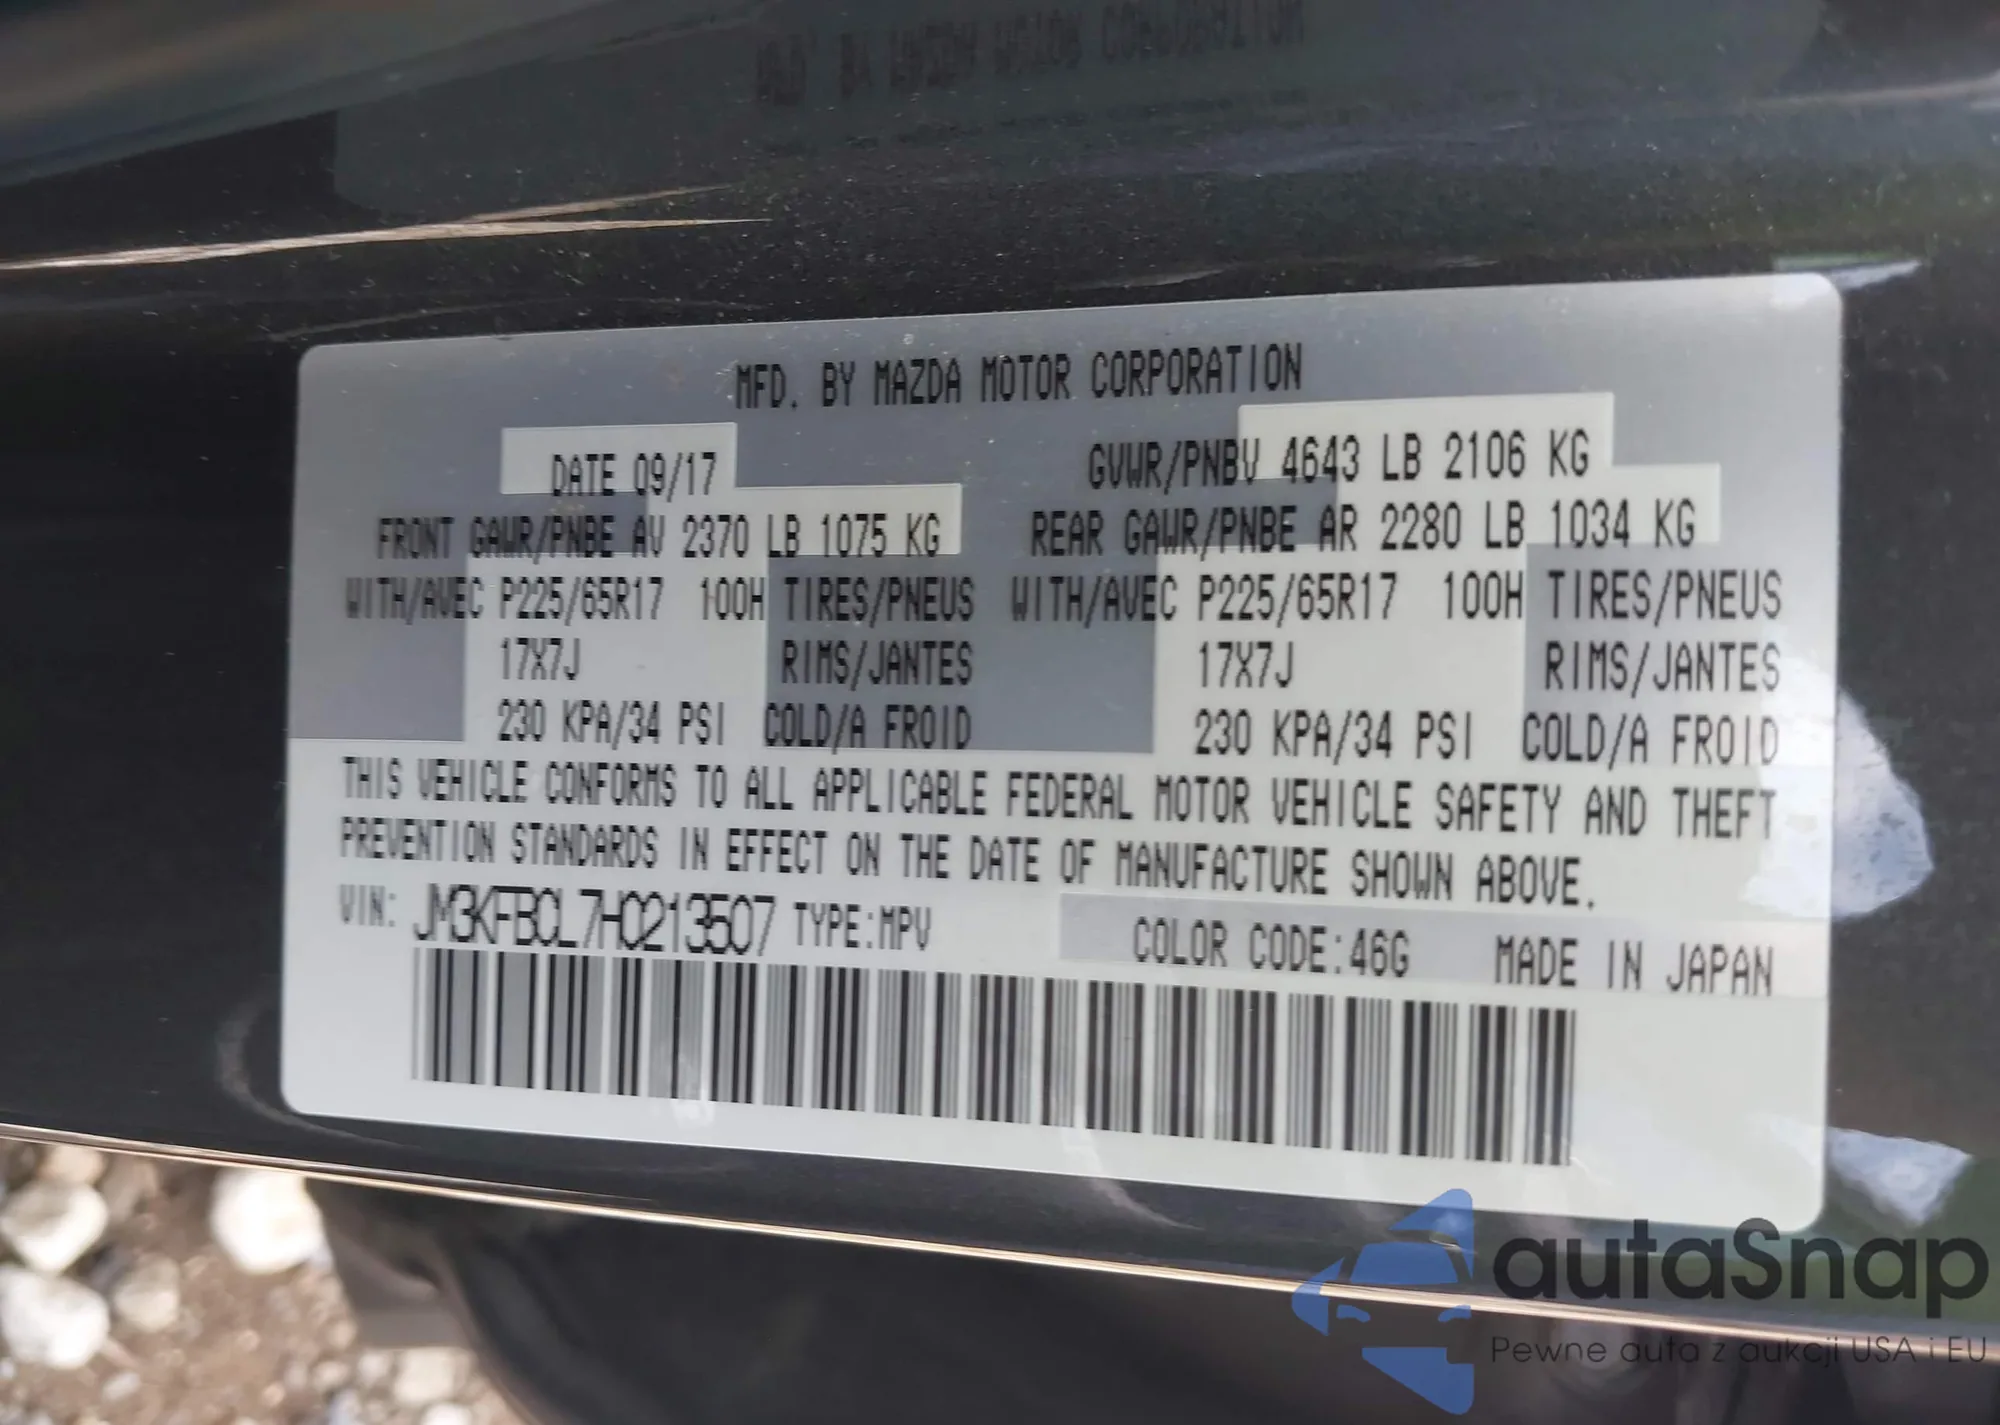 MFD. BY MAZDA MOTOR CORPORATION
DATE 09/17 GVWR/PNBV 4643 LB 2106 KG
FRONT GAWR/PNBE AV 2370 LB 1075 KG REAR GAWR/PNBE AR 2280 LB 1034 KG
WITH/AVEC P225/65R17 100H TIRES/PNEUS WITH/AVEC P225/65R17 100H TIRES/PNEUS
17X7J RIMS/JANTES 17X7J RIMS/JANTES
230 KPA/34 PSI COLD/A FROID 230 KPA/34 PSI COLD/A FROID
THIS VEHICLE CONFORMS TO ALL APPLICABLE FEDERAL MOTOR VEHICLE SAFETY AND THEFT
PREVENTION STANDARDS IN EFFECT ON THE DATE OF MANUFACTURE SHOWN ABOVE.
VIN: JM3KFBCL7H0213507 TYPE:MPV COLOR CODE:46G MADE IN JAPAN
autaSnap
Pewne auta z aukcji USA i EU